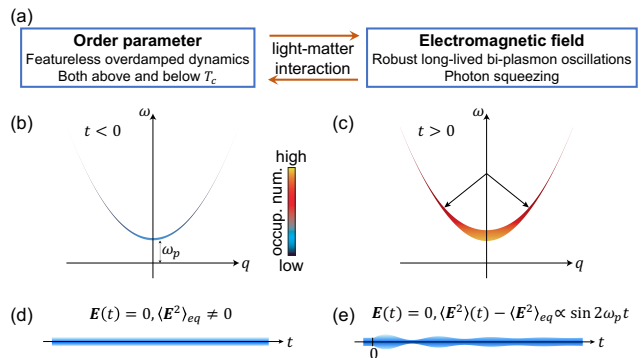 (a)
Order parameter
Featureless overdamped dynamics
Both above and below T_c
light-matter
interaction
Electromagnetic field
Robust long-lived bi-plasmon oscillations
Photon squeezing
(b)
ω
t < 0
ω_p
q
high
occup. num.
low
(c)
ω
t > 0
q
(d)
E(t) = 0, ⟨E²⟩_eq ≠ 0
t
(e)
E(t) = 0, ⟨E²⟩(t) − ⟨E²⟩_eq ∝ sin 2ω_p t
0
t